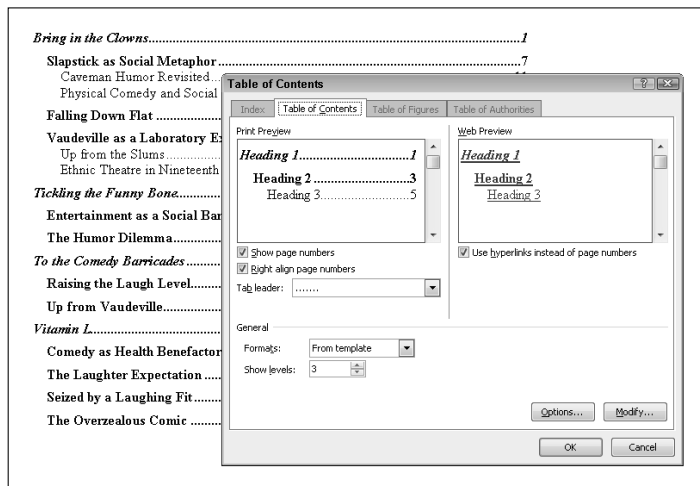 Bring in the Clowns.....................1
Slapstick as Social Metaphor.....................7
Caveman Humor Revisited...
Physical Comedy and Social
Falling Down Flat .....................
Vaudeville as a Laboratory
Up from the Slums.....................
Ethnic Theatre in Nineteenth
Tickling the Funny Bone.....................
Entertainment as a Social
The Humor Dilemma.....................
To the Comedy Barricades.....................
Raising the Laugh Level.....................
Up from Vaudeville.....................
Vitamin L.....................
Comedy as Health Benefactor
The Laughter Expectation ....
Seized by a Laughing Fit ......
The Overzealous Comic .......
Table of Contents
Index Table of Contents Table of Figures Table of Authorities
Print Preview
Heading 1.....................1
Heading 2.....................3
Heading 3.....................5
Show page numbers
Right align page numbers
Tab leader: .......
Web Preview
Heading 1
Heading 2
Heading 3
Use hyperlinks instead of page numbers
General
Formats: From template
Show levels: 3
Options... Modify...
OK Cancel